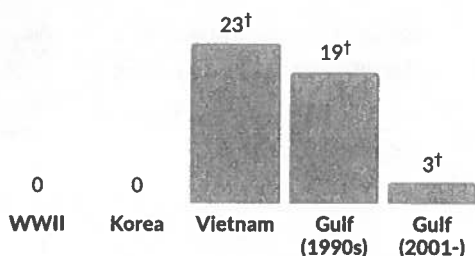 23†
19†
3†
0
0
WWII
Korea
Vietnam
Gulf
(1990s)
Gulf
(2001-)